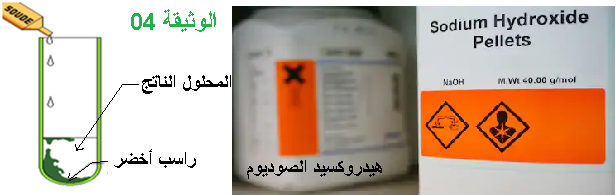 SOUDE
الوثيقة 04
المحلول الناتج
راسب أخضر
هيدروكسيد الصوديوم
Sodium Hydroxide
Pellets
NaOH M.Wt 40.00 g/mol